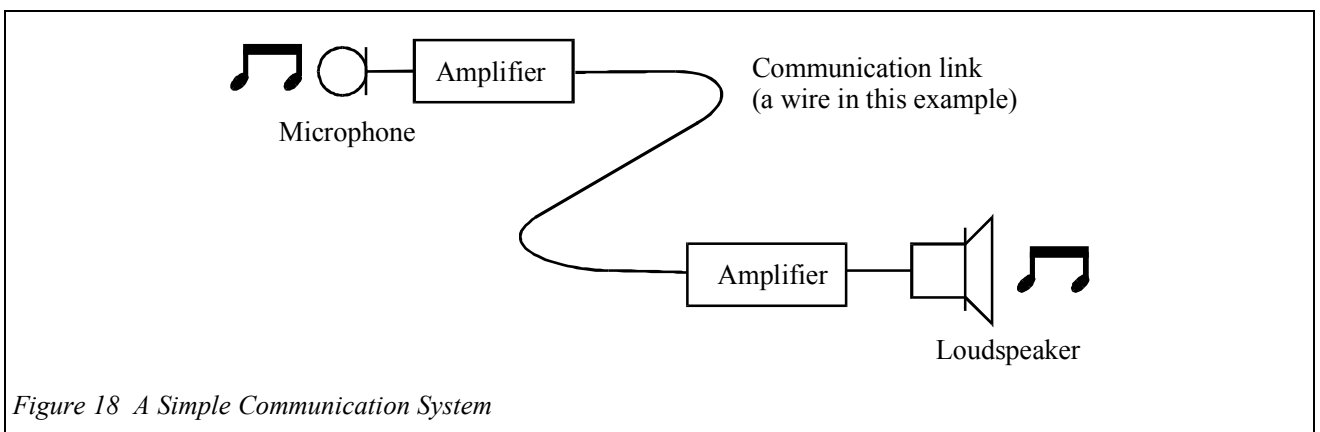 Amplifier
Communication link
(a wire in this example)
Microphone
Amplifier
Loudspeaker
Figure 18 A Simple Communication System